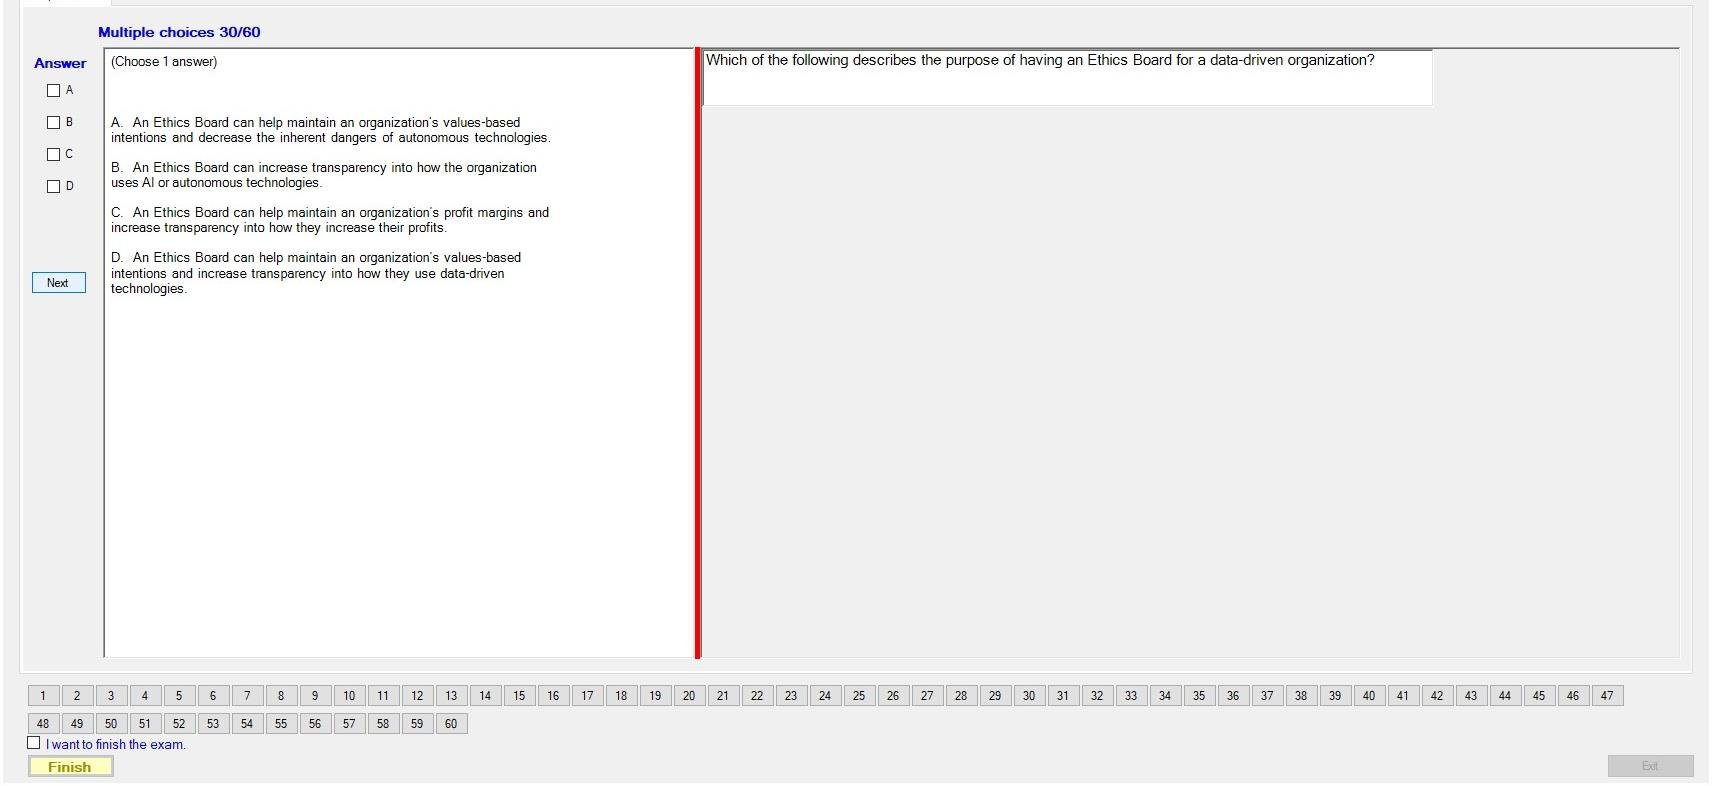 Multiple choices 30/60
Answer
A
B
C
D
Next
(Choose 1 answer)
A. An Ethics Board can help maintain an organization's values-based
intentions and decrease the inherent dangers of autonomous technologies.
B. An Ethics Board can increase transparency into how the organization
uses AI or autonomous technologies.
C. An Ethics Board can help maintain an organization's profit margins and
increase transparency into how they increase their profits.
D. An Ethics Board can help maintain an organization's values-based
intentions and increase transparency into how they use data-driven
technologies.
Which of the following describes the purpose of having an Ethics Board for a data-driven organization?
1 2 3 4 5 6 7 8 9 10 11 12 13 14 15 16 17 18 19 20 21 22 23 24 25 26 27 28 29 30 31 32 33 34 35 36 37 38 39 40 41 42 43 44 45 46 47
48 49 50 51 52 53 54 55 56 57 58 59 60
I want to finish the exam.
Finish
Exit